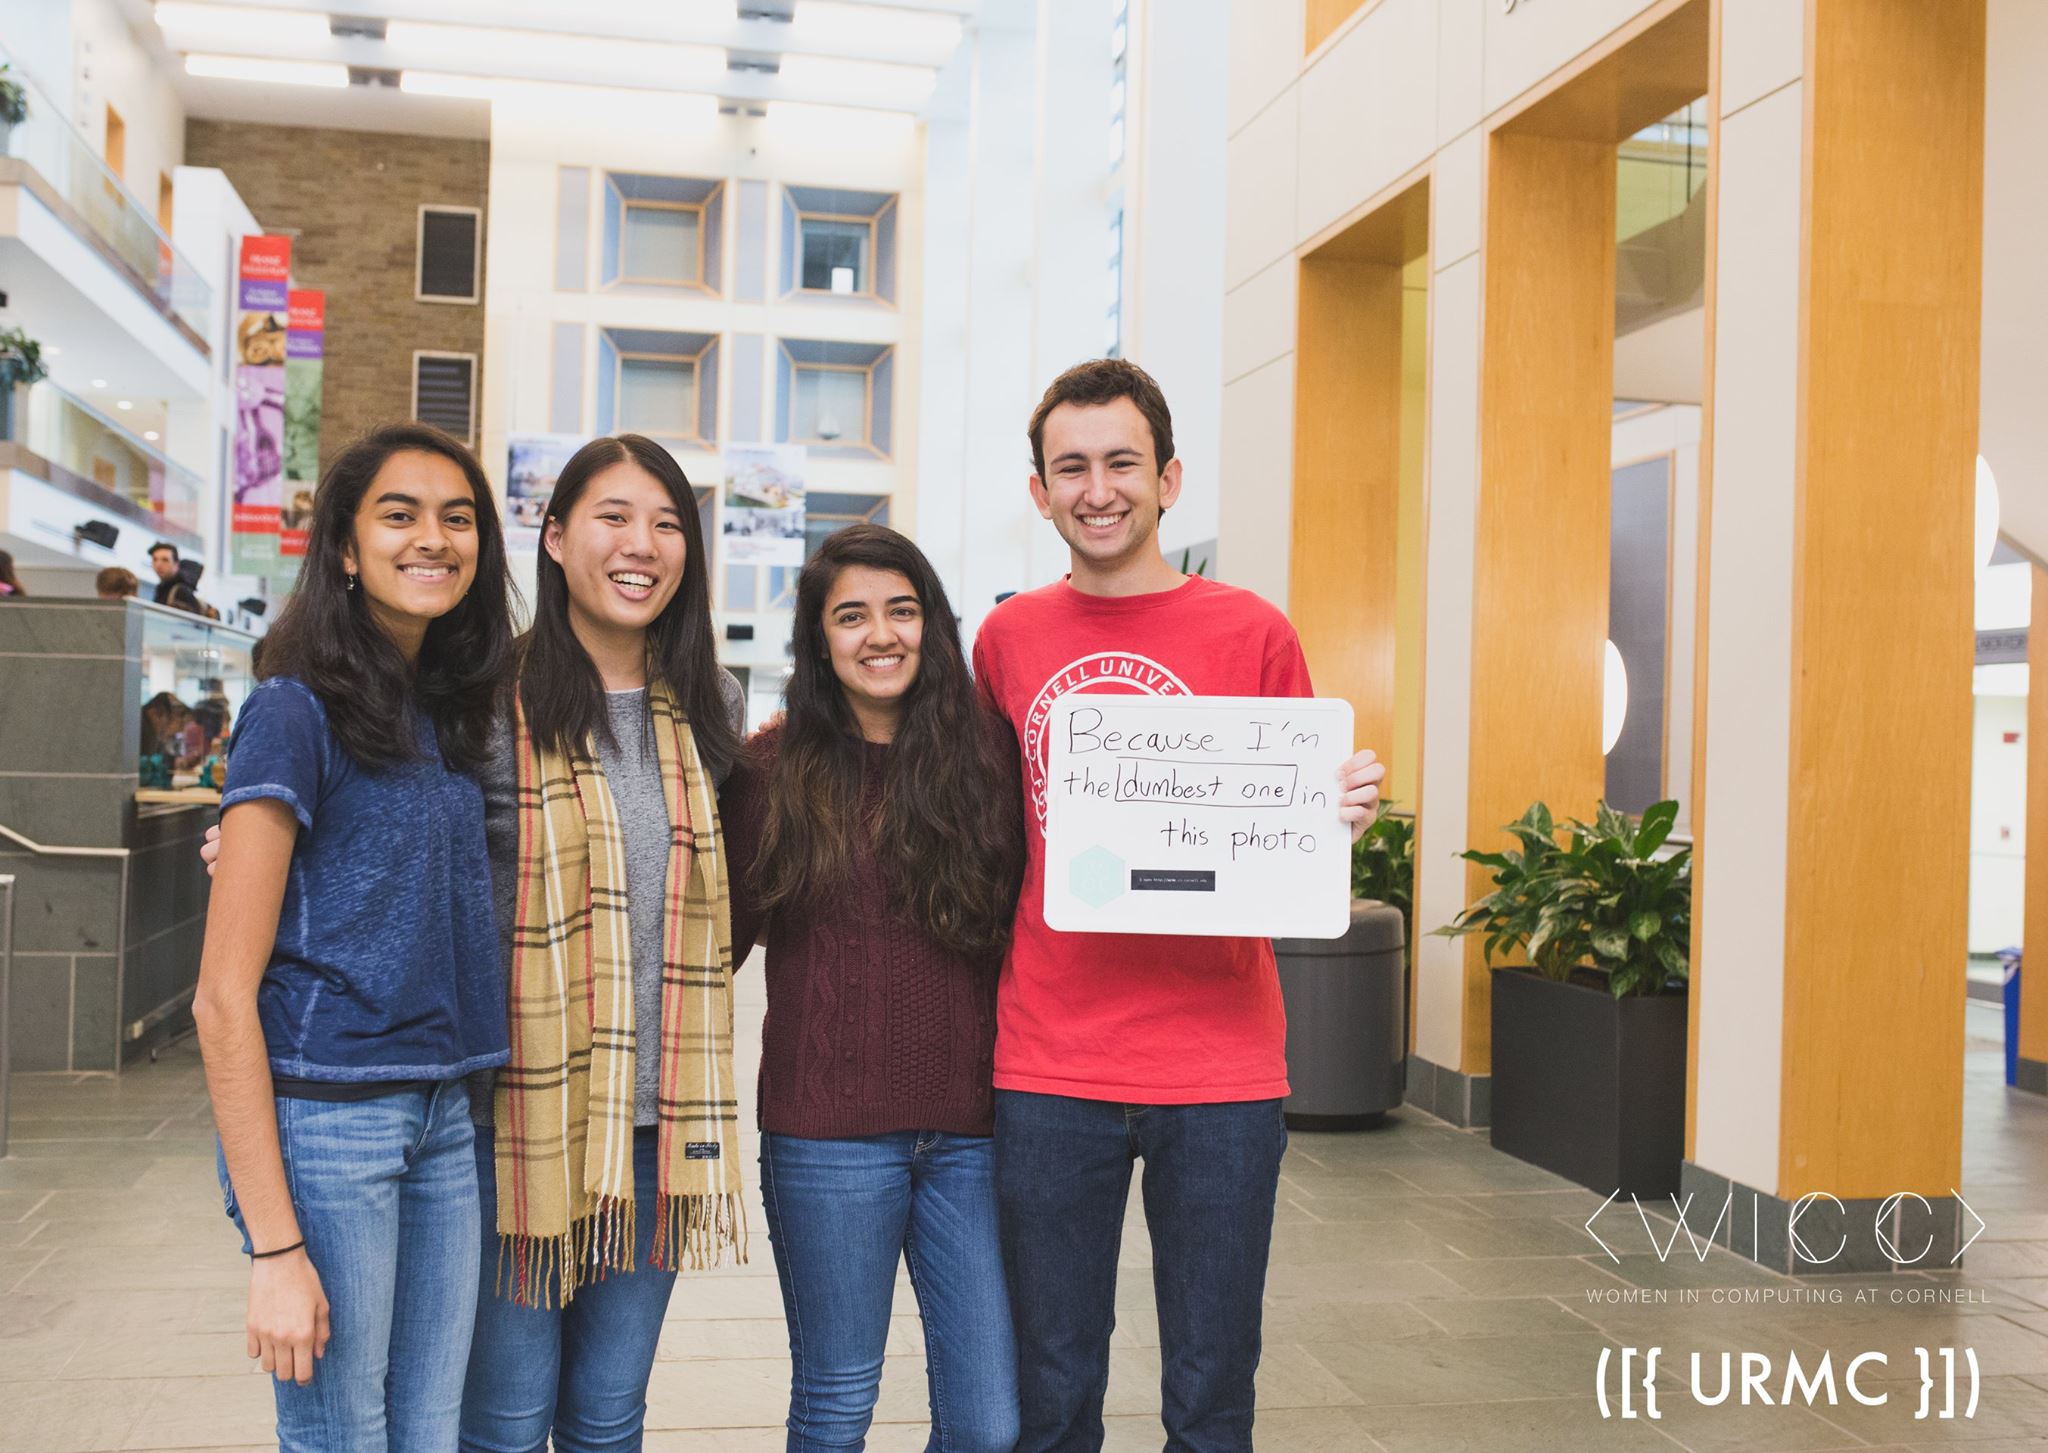 CORNELL UNIVE
Because I'm
the dumbest one in
this photo
<WICC>
WOMEN IN COMPUTING AT CORNELL
([{ URMC }])